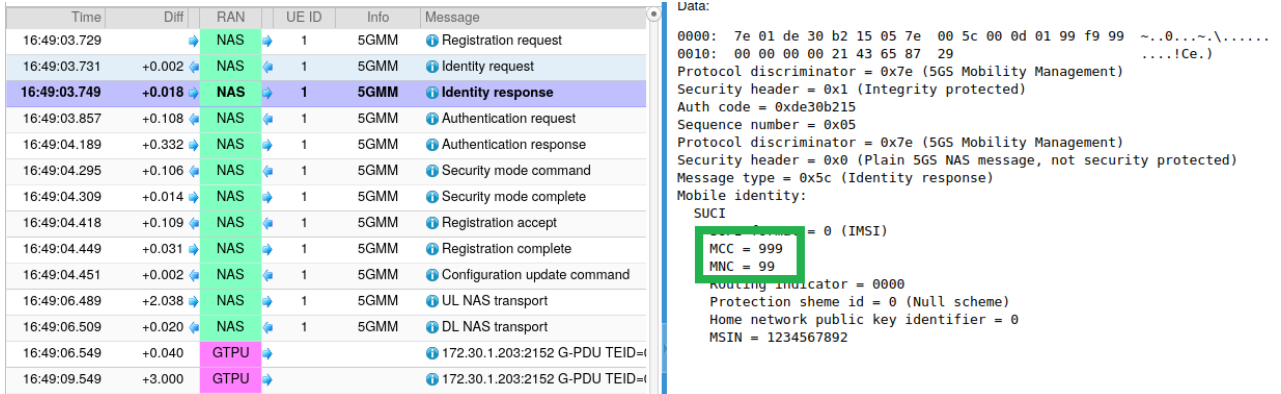 Time Diff RAN UE ID Info Message
16:49:03.729 NAS 1 5GMM Registration request
16:49:03.731 +0.002 NAS 1 5GMM Identity request
16:49:03.749 +0.018 NAS 1 5GMM Identity response
16:49:03.857 +0.108 NAS 1 5GMM Authentication request
16:49:04.189 +0.332 NAS 1 5GMM Authentication response
16:49:04.295 +0.106 NAS 1 5GMM Security mode command
16:49:04.309 +0.014 NAS 1 5GMM Security mode complete
16:49:04.418 +0.109 NAS 1 5GMM Registration accept
16:49:04.449 +0.031 NAS 1 5GMM Registration complete
16:49:04.451 +0.002 NAS 1 5GMM Configuration update command
16:49:06.489 +2.038 NAS 1 5GMM UL NAS transport
16:49:06.509 +0.020 NAS 1 5GMM DL NAS transport
16:49:06.549 +0.040 GTPU 172.30.1.203:2152 G-PDU TEID=
16:49:09.549 +3.000 GTPU 172.30.1.203:2152 G-PDU TEID=
Data:
0000: 7e 01 de 30 b2 15 05 7e 00 5c 00 0d 01 99 f9 99 ~..0...~.\......
0010: 00 00 00 00 21 43 65 87 29 ....!Ce.)
Protocol discriminator = 0x7e (5GS Mobility Management)
Security header = 0x1 (Integrity protected)
Auth code = 0xde30b215
Sequence number = 0x05
Protocol discriminator = 0x7e (5GS Mobility Management)
Security header = 0x0 (Plain 5GS NAS message, not security protected)
Message type = 0x5c (Identity response)
Mobile identity:
SUCI
= 0 (IMSI)
MCC = 999
MNC = 99
Routing indicator = 0000
Protection sheme id = 0 (Null scheme)
Home network public key identifier = 0
MSIN = 1234567892